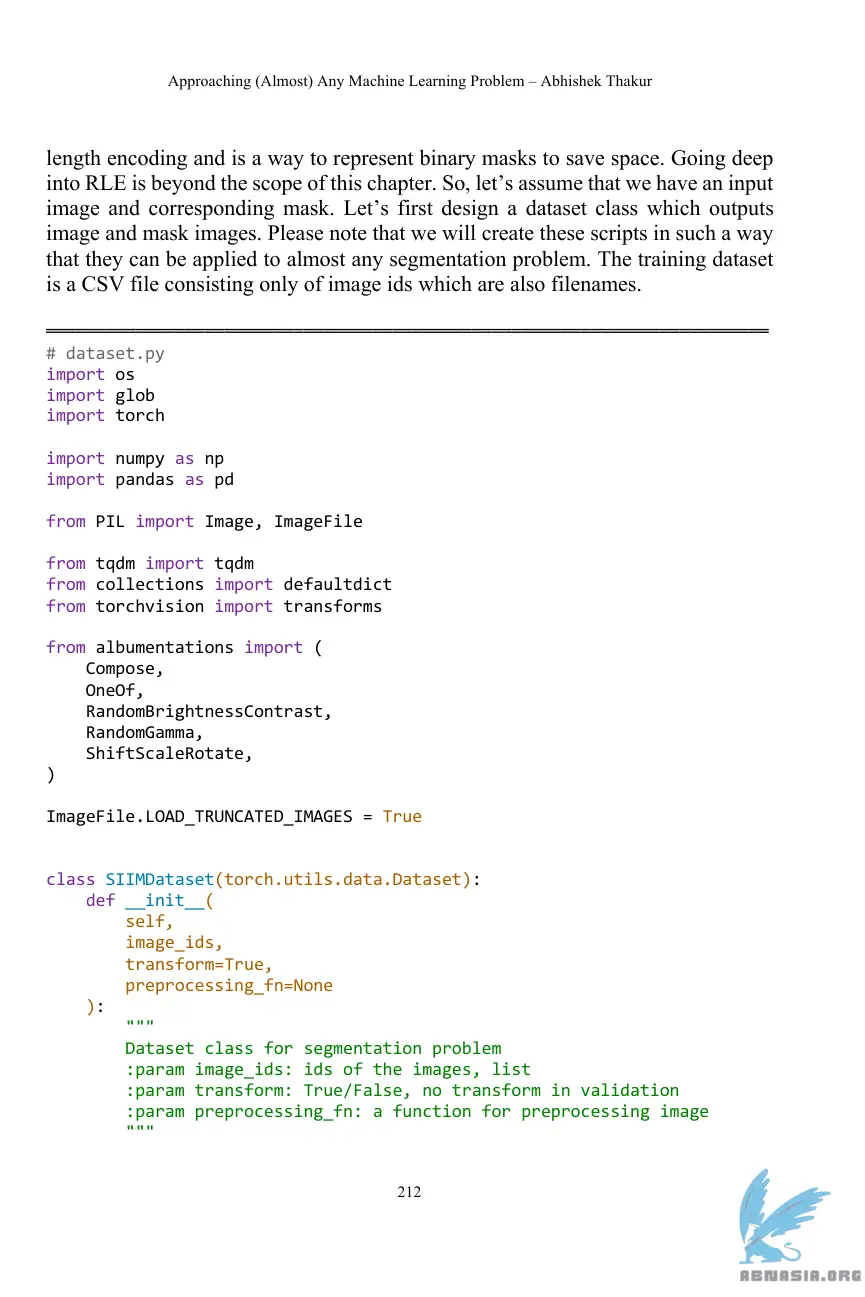 Approaching (Almost) Any Machine Learning Problem – Abhishek Thakur
length encoding and is a way to represent binary masks to save space. Going deep
into RLE is beyond the scope of this chapter. So, let’s assume that we have an input
image and corresponding mask. Let’s first design a dataset class which outputs
image and mask images. Please note that we will create these scripts in such a way
that they can be applied to almost any segmentation problem. The training dataset
is a CSV file consisting only of image ids which are also filenames.
# dataset.py
import os
import glob
import torch
import numpy as np
import pandas as pd
from PIL import Image, ImageFile
from tqdm import tqdm
from collections import defaultdict
from torchvision import transforms
from albumentations import (
    Compose,
    OneOf,
    RandomBrightnessContrast,
    RandomGamma,
    ShiftScaleRotate,
)
ImageFile.LOAD_TRUNCATED_IMAGES = True
class SIIMDataset(torch.utils.data.Dataset):
    def __init__(
        self,
        image_ids,
        transform=True,
        preprocessing_fn=None
    ):
        """
        Dataset class for segmentation problem
        :param image_ids: ids of the images, list
        :param transform: True/False, no transform in validation
        :param preprocessing_fn: a function for preprocessing image
        """
212
ABNASIA.ORG